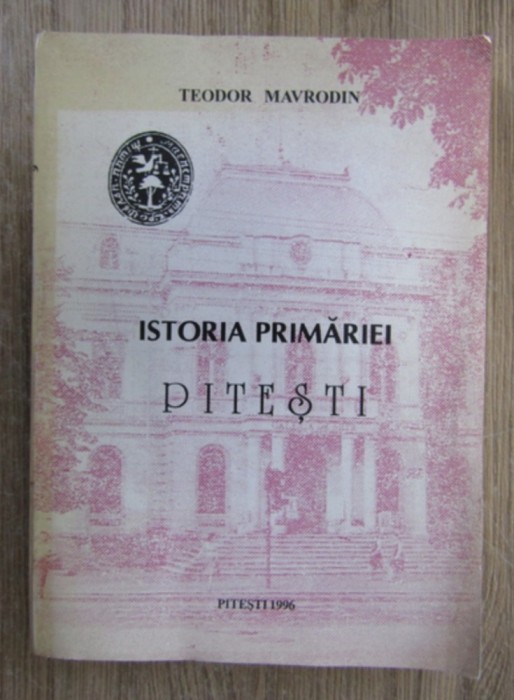 TEODOR MAVRODIN
ISTORIA PRIMĂRIEI
PITEȘTI
PITEȘTI 1996